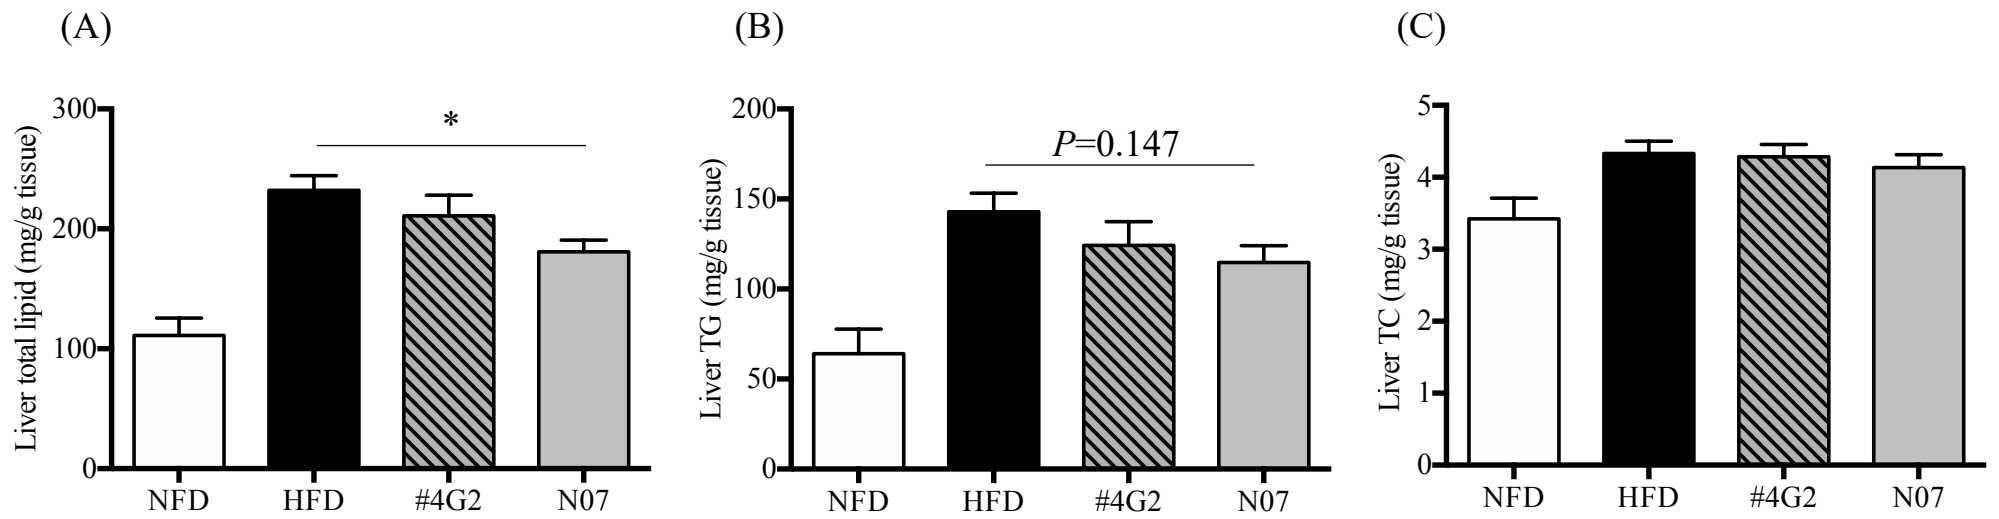 (A)
Liver total lipid (mg/g tissue)
300
200
100
0
*
NFD HFD #4G2 N07
(B)
Liver TG (mg/g tissue)
200
150
100
50
0
P=0.147
NFD HFD #4G2 N07
(C)
Liver TC (mg/g tissue)
5
4
3
2
1
0
NFD HFD #4G2 N07